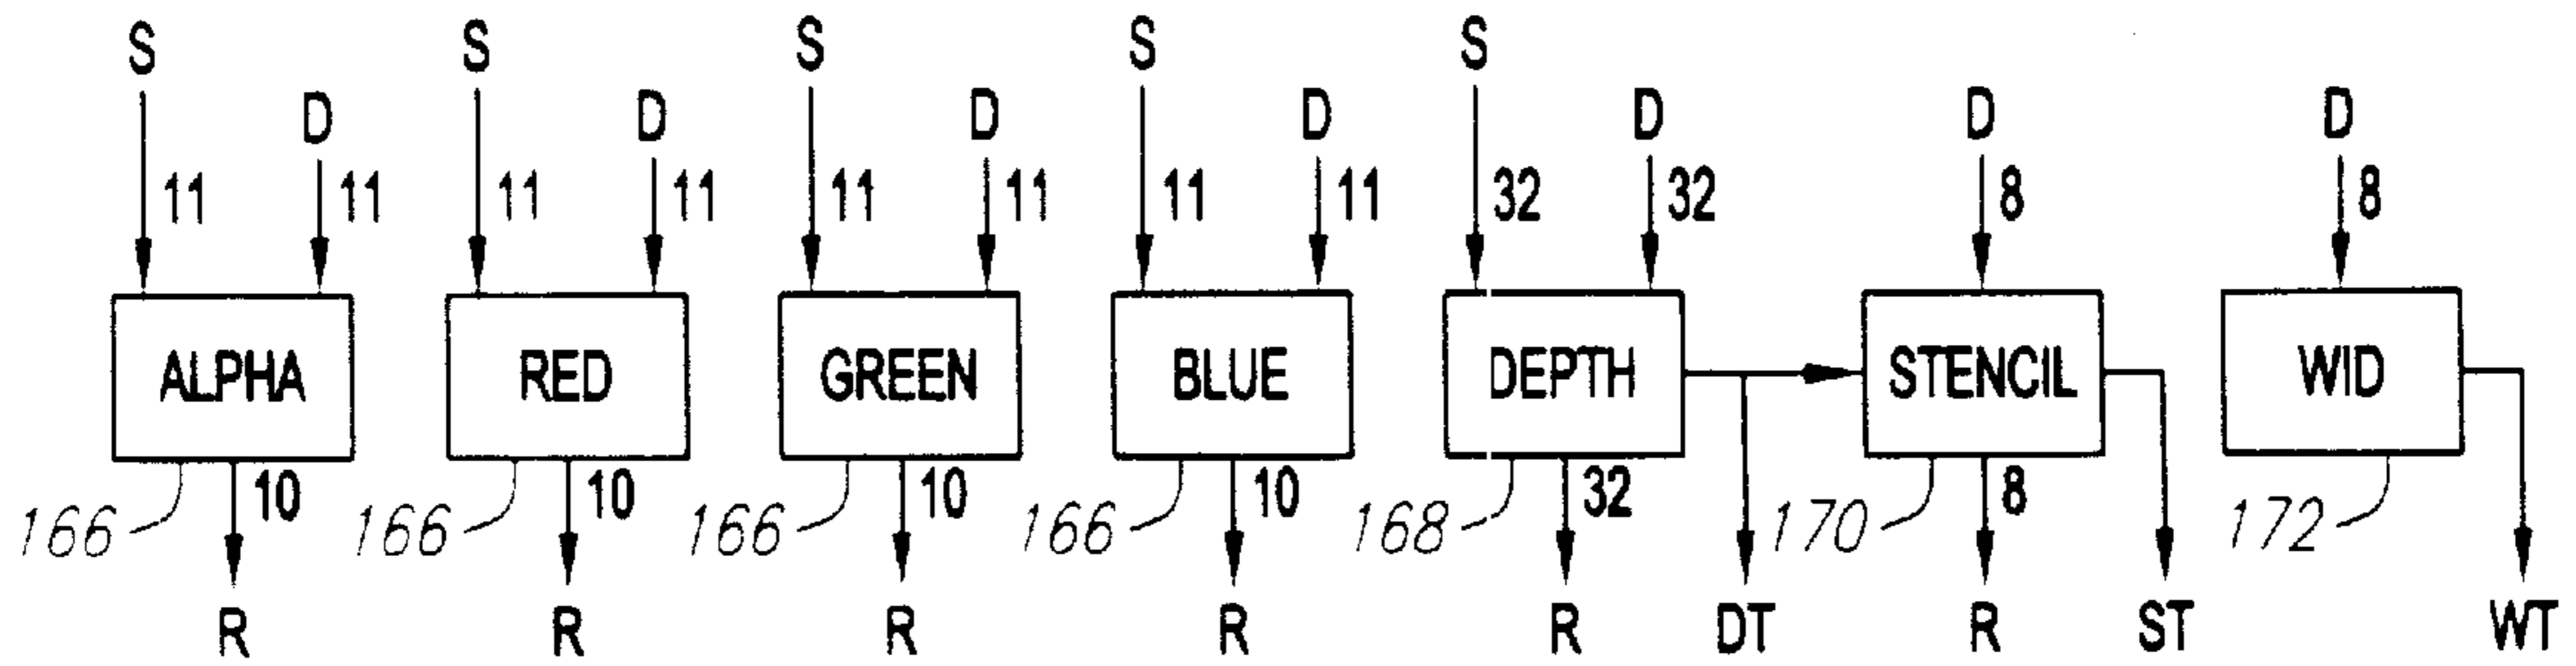 S S S S S
D D D D D D D
11 11 11 11 11 11 11 11 32 32 8 8
ALPHA RED GREEN BLUE DEPTH STENCIL WID
10 10 10 10 32 8
166 166 166 166 168 170 172
R R R R R DT R ST WT